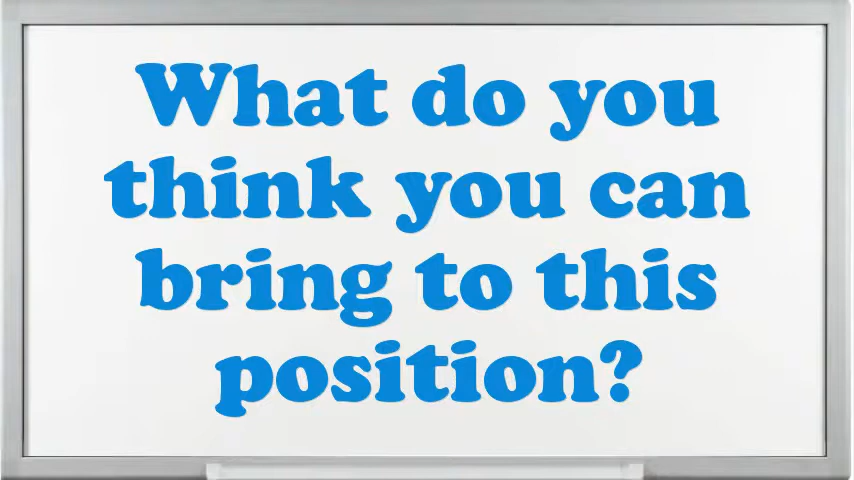 What do you
think you can
bring to this
position?